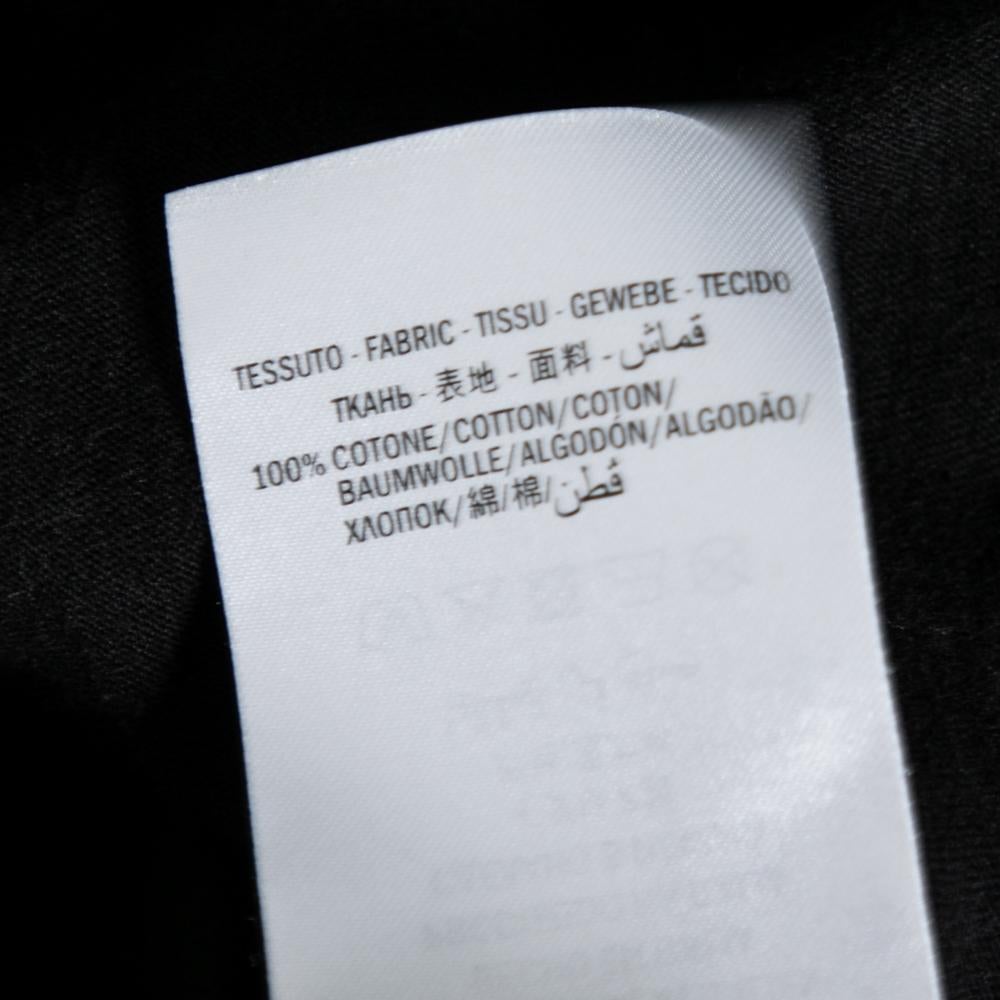 TESSUTO - FABRIC - TISSU - GEWEBE - TECIDO
ТКАНЬ - 表地 - 面料 - قماش
100% COTONE/COTTON/COTON/
BAUMWOLLE/ALGODÓN/ALGODÃO/
ХЛОПОК/綿/棉/قطن